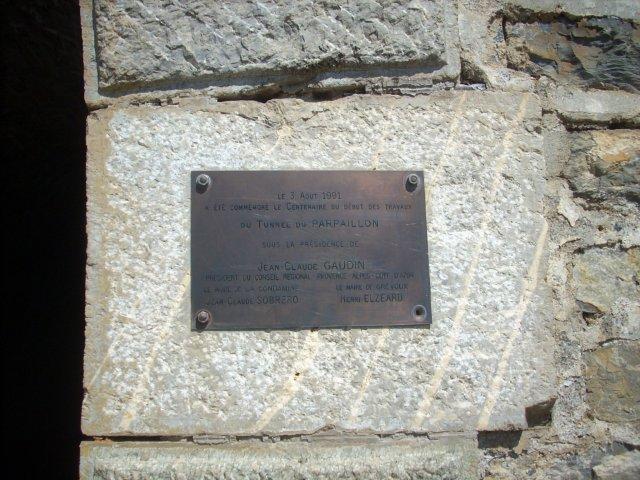 LE 3 AOUT 1991
A ÉTÉ COMMÉMORÉ LE CENTENAIRE DU DÉBUT DES TRAVAUX
DU TUNNEL DU PARPAILLON
SOUS LA PRÉSIDENCE DE
JEAN-CLAUDE GAUDIN
PRÉSIDENT DU CONSEIL RÉGIONAL PROVENCE ALPES-COTE D'AZUR
LE MAIRE DE LA CONDAMINE LE MAIRE DE CRÉVOUX
JEAN-CLAUDE SOBRERO HENRI ELZEARD